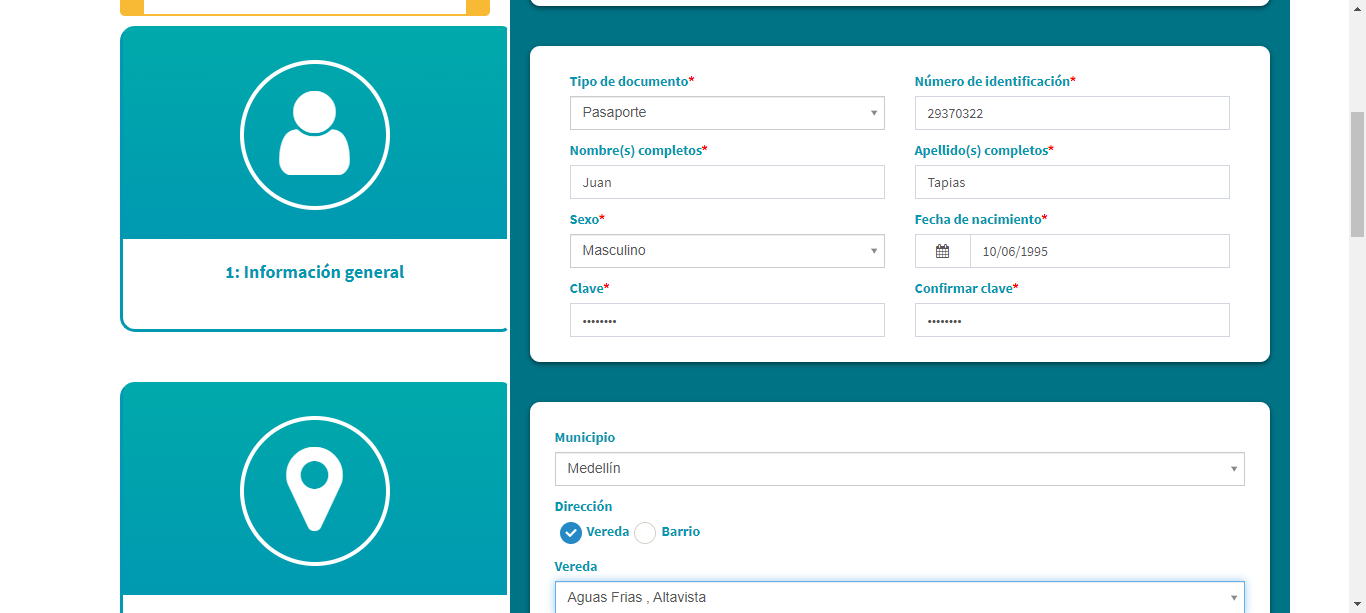 1: Información general
Tipo de documento*
Número de identificación*
Pasaporte
29370322
Nombre(s) completos*
Apellido(s) completos*
Juan
Tapias
Sexo*
Fecha de nacimiento*
Masculino
10/06/1995
Clave*
Confirmar clave*
••••••••
••••••••
Municipio
Medellín
Dirección
Vereda Barrio
Vereda
Aguas Frias , Altavista